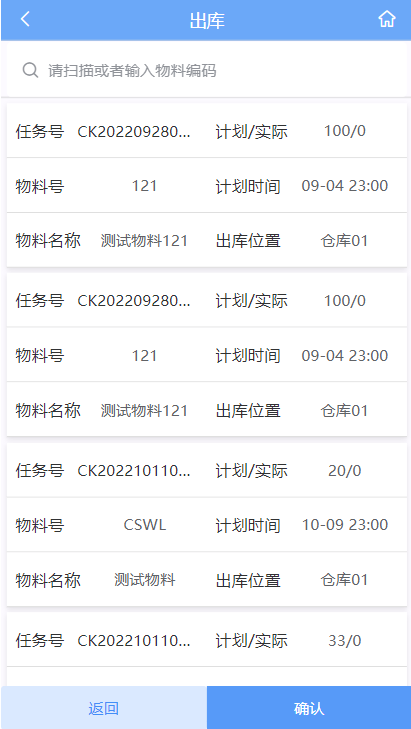 出库
请扫描或者输入物料编码
任务号 CK202209280... 计划/实际 100/0
物料号 121 计划时间 09-04 23:00
物料名称 测试物料121 出库位置 仓库01
任务号 CK202209280... 计划/实际 100/0
物料号 121 计划时间 09-04 23:00
物料名称 测试物料121 出库位置 仓库01
任务号 CK202210110... 计划/实际 20/0
物料号 CSWL 计划时间 10-09 23:00
物料名称 测试物料 出库位置 仓库01
任务号 CK202210110... 计划/实际 33/0
返回 确认